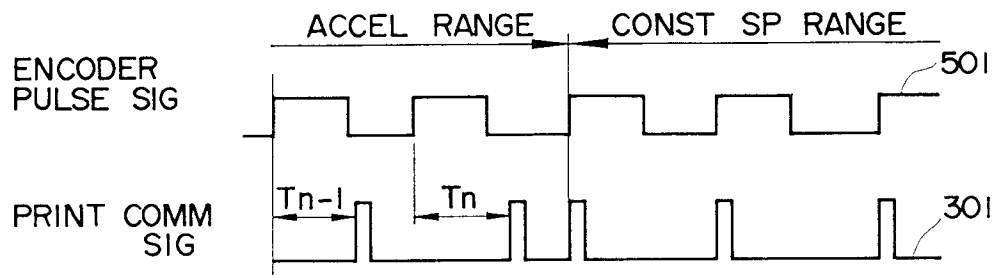 ACCEL RANGE CONST SP RANGE
ENCODER
PULSE SIG
501
Tn-1 Tn
PRINT COMM
SIG
301